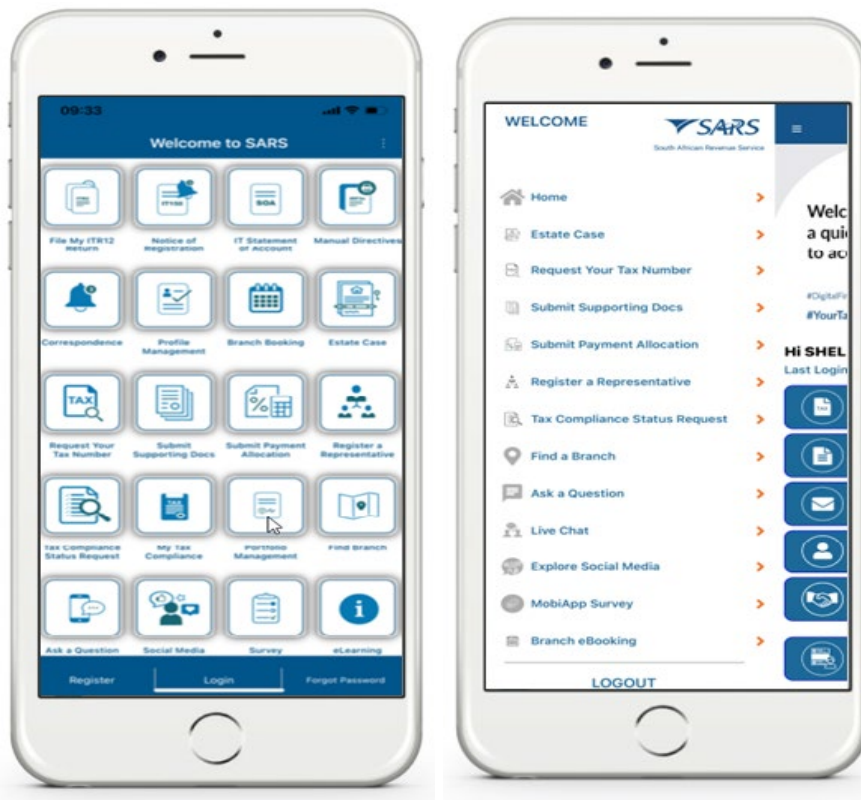 09:33
Welcome to SARS
File My ITR12
Return
Notice of
Registration
IT Statement
of Account
Manual Directives
SOA
Correspondence
Profile
Management
Branch Booking
Estate Case
TAX
Request Your
Tax Number
Submit
Supporting Docs
Submit Payment
Allocation
Register a
Representative
Tax Compliance
Status Request
My Tax
Compliance
Portfolio
Management
Find Branch
Ask a Question
Social Media
Survey
eLearning
Register
Login
Forgot Password
WELCOME
SARS
South African Revenue Service
Home
Estate Case
Request Your Tax Number
Submit Supporting Docs
Submit Payment Allocation
Register a Representative
Tax Compliance Status Request
Find a Branch
Ask a Question
Live Chat
Explore Social Media
MobiApp Survey
Branch eBooking
LOGOUT
Welc
a qui
to ac
#DigitalFir
#YourTa
Hi SHEL
Last Login